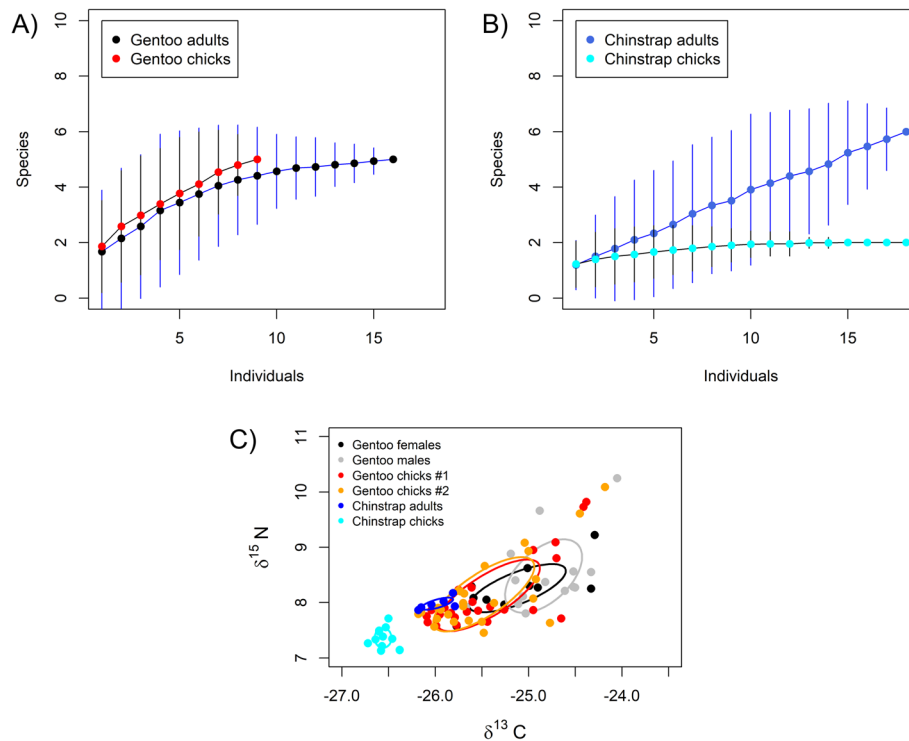 A)
Gentoo adults
Gentoo chicks
10
8
6
4
2
0
Species
5
10
15
Individuals
B)
Chinstrap adults
Chinstrap chicks
10
8
6
4
2
0
Species
5
10
15
Individuals
C)
Gentoo females
Gentoo males
Gentoo chicks #1
Gentoo chicks #2
Chinstrap adults
Chinstrap chicks
11
10
9
8
7
δ15 N
-27.0
-26.0
-25.0
-24.0
δ13 C